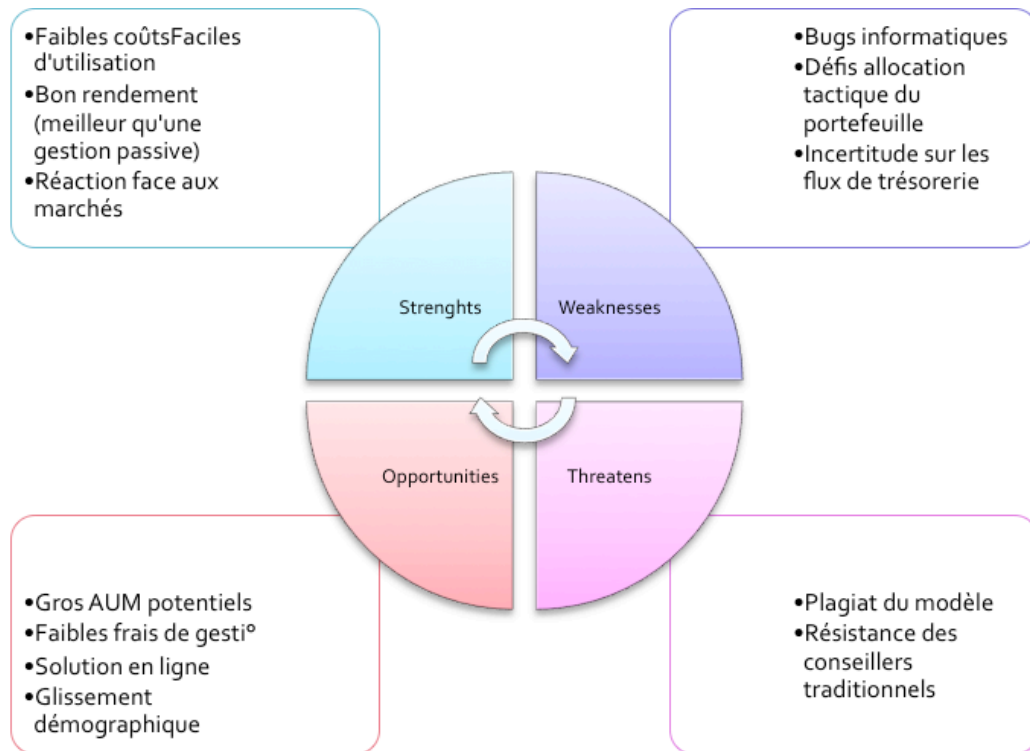 •Faibles coûtsFaciles
d'utilisation
•Bon rendement
(meilleur qu'une
gestion passive)
•Réaction face aux
marchés
•Bugs informatiques
•Défis allocation
tactique du
portefeuille
•Incertitude sur les
flux de trésorerie
Strenghts
Weaknesses
Opportunities
Threatens
•Gros AUM potentiels
•Faibles frais de gesti°
•Solution en ligne
•Glissement
démographique
•Plagiat du modèle
•Résistance des
conseillers
traditionnels